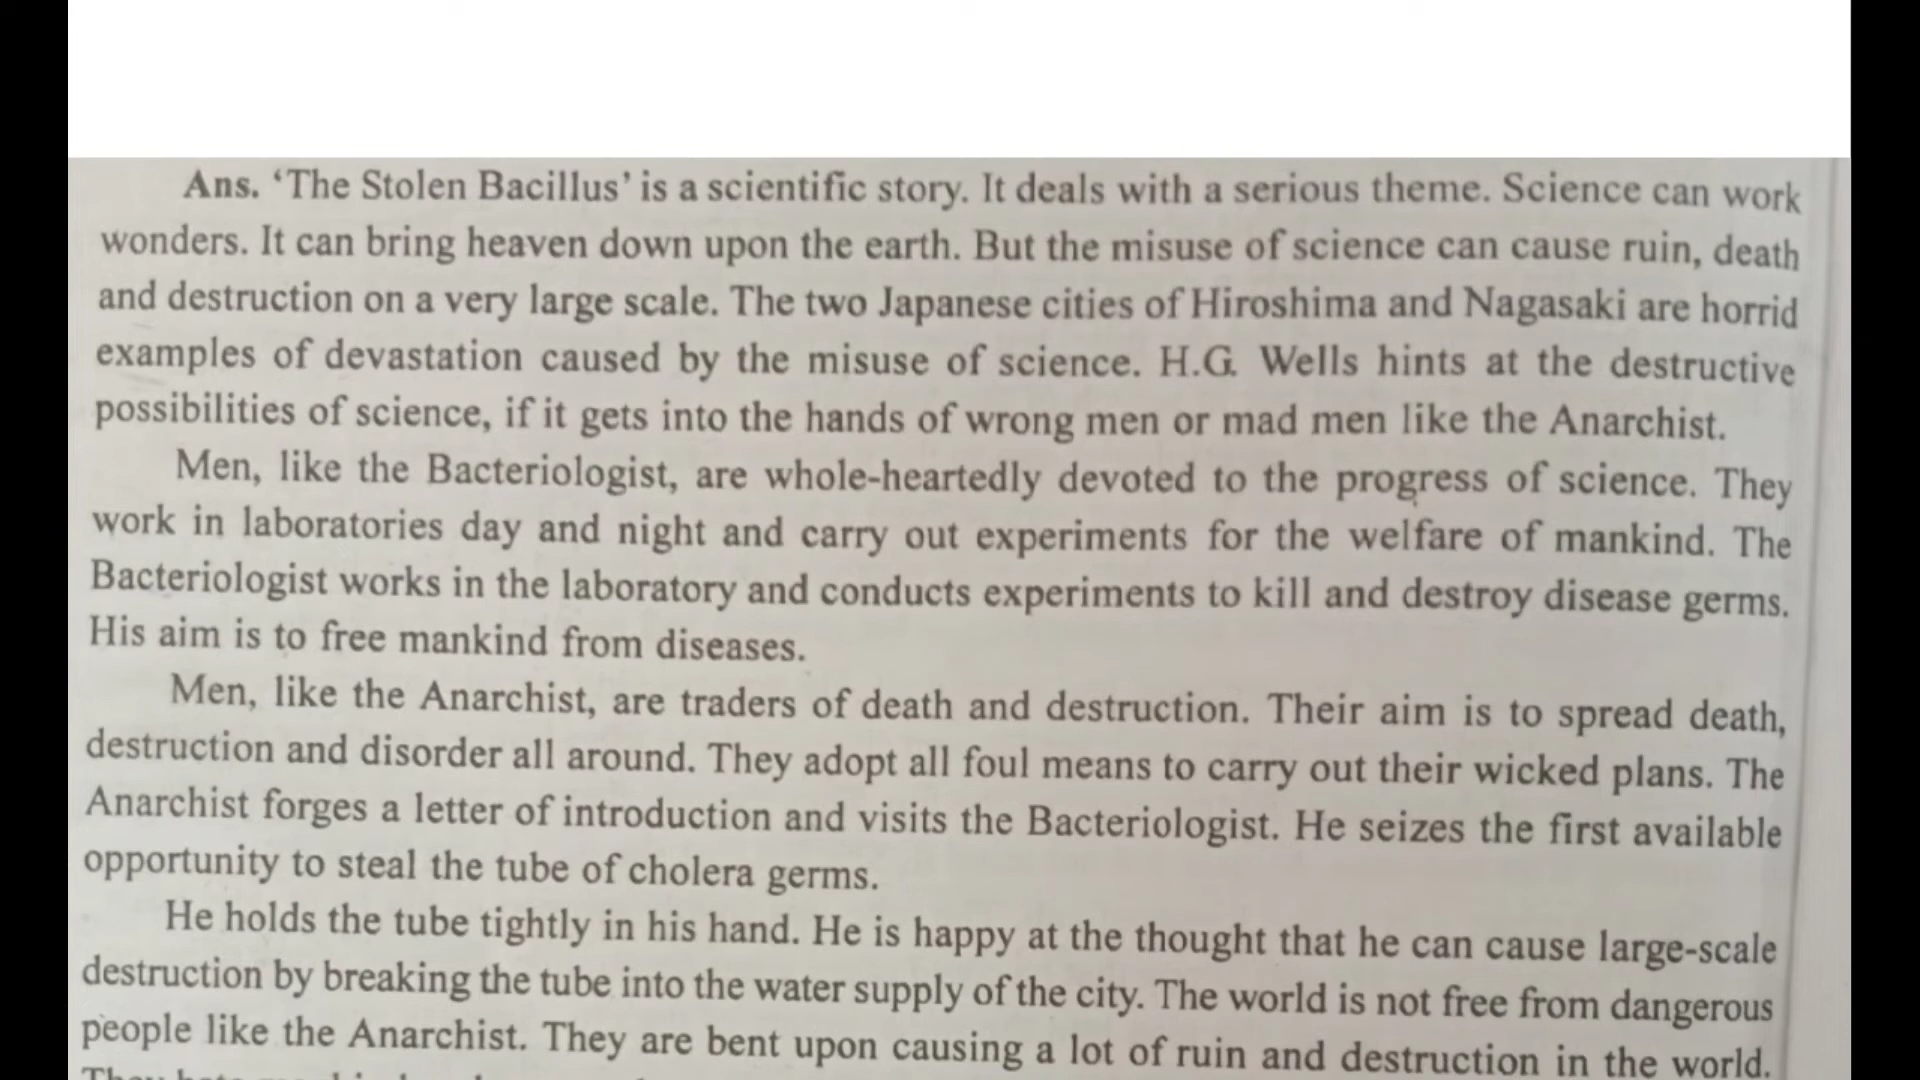 Ans. ‘The Stolen Bacillus’ is a scientific story. It deals with a serious theme. Science can work
wonders. It can bring heaven down upon the earth. But the misuse of science can cause ruin, death
and destruction on a very large scale. The two Japanese cities of Hiroshima and Nagasaki are horrid
examples of devastation caused by the misuse of science. H.G. Wells hints at the destructive
possibilities of science, if it gets into the hands of wrong men or mad men like the Anarchist.
Men, like the Bacteriologist, are whole-heartedly devoted to the progress of science. They
work in laboratories day and night and carry out experiments for the welfare of mankind. The
Bacteriologist works in the laboratory and conducts experiments to kill and destroy disease germs.
His aim is to free mankind from diseases.
Men, like the Anarchist, are traders of death and destruction. Their aim is to spread death,
destruction and disorder all around. They adopt all foul means to carry out their wicked plans. The
Anarchist forges a letter of introduction and visits the Bacteriologist. He seizes the first available
opportunity to steal the tube of cholera germs.
He holds the tube tightly in his hand. He is happy at the thought that he can cause large-scale
destruction by breaking the tube into the water supply of the city. The world is not free from dangerous
people like the Anarchist. They are bent upon causing a lot of ruin and destruction in the world.
They